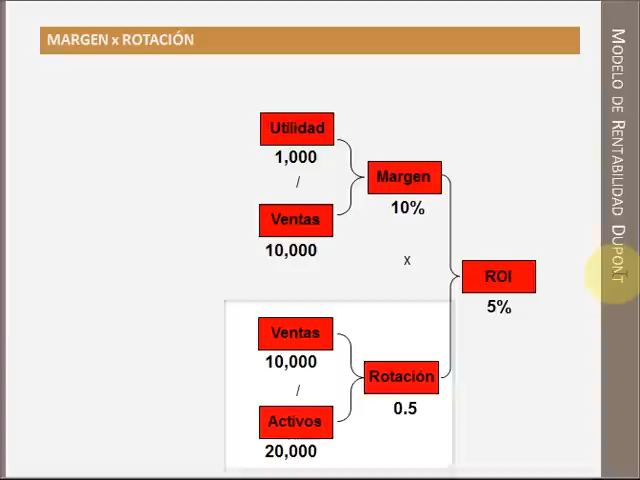 MARGEN x ROTACIÓN
MODELO DE RENTABILIDAD DUPONT
Utilidad
1,000
/
Ventas
10,000
Margen
10%
x
ROI
5%
Ventas
10,000
/
Activos
20,000
Rotación
0.5